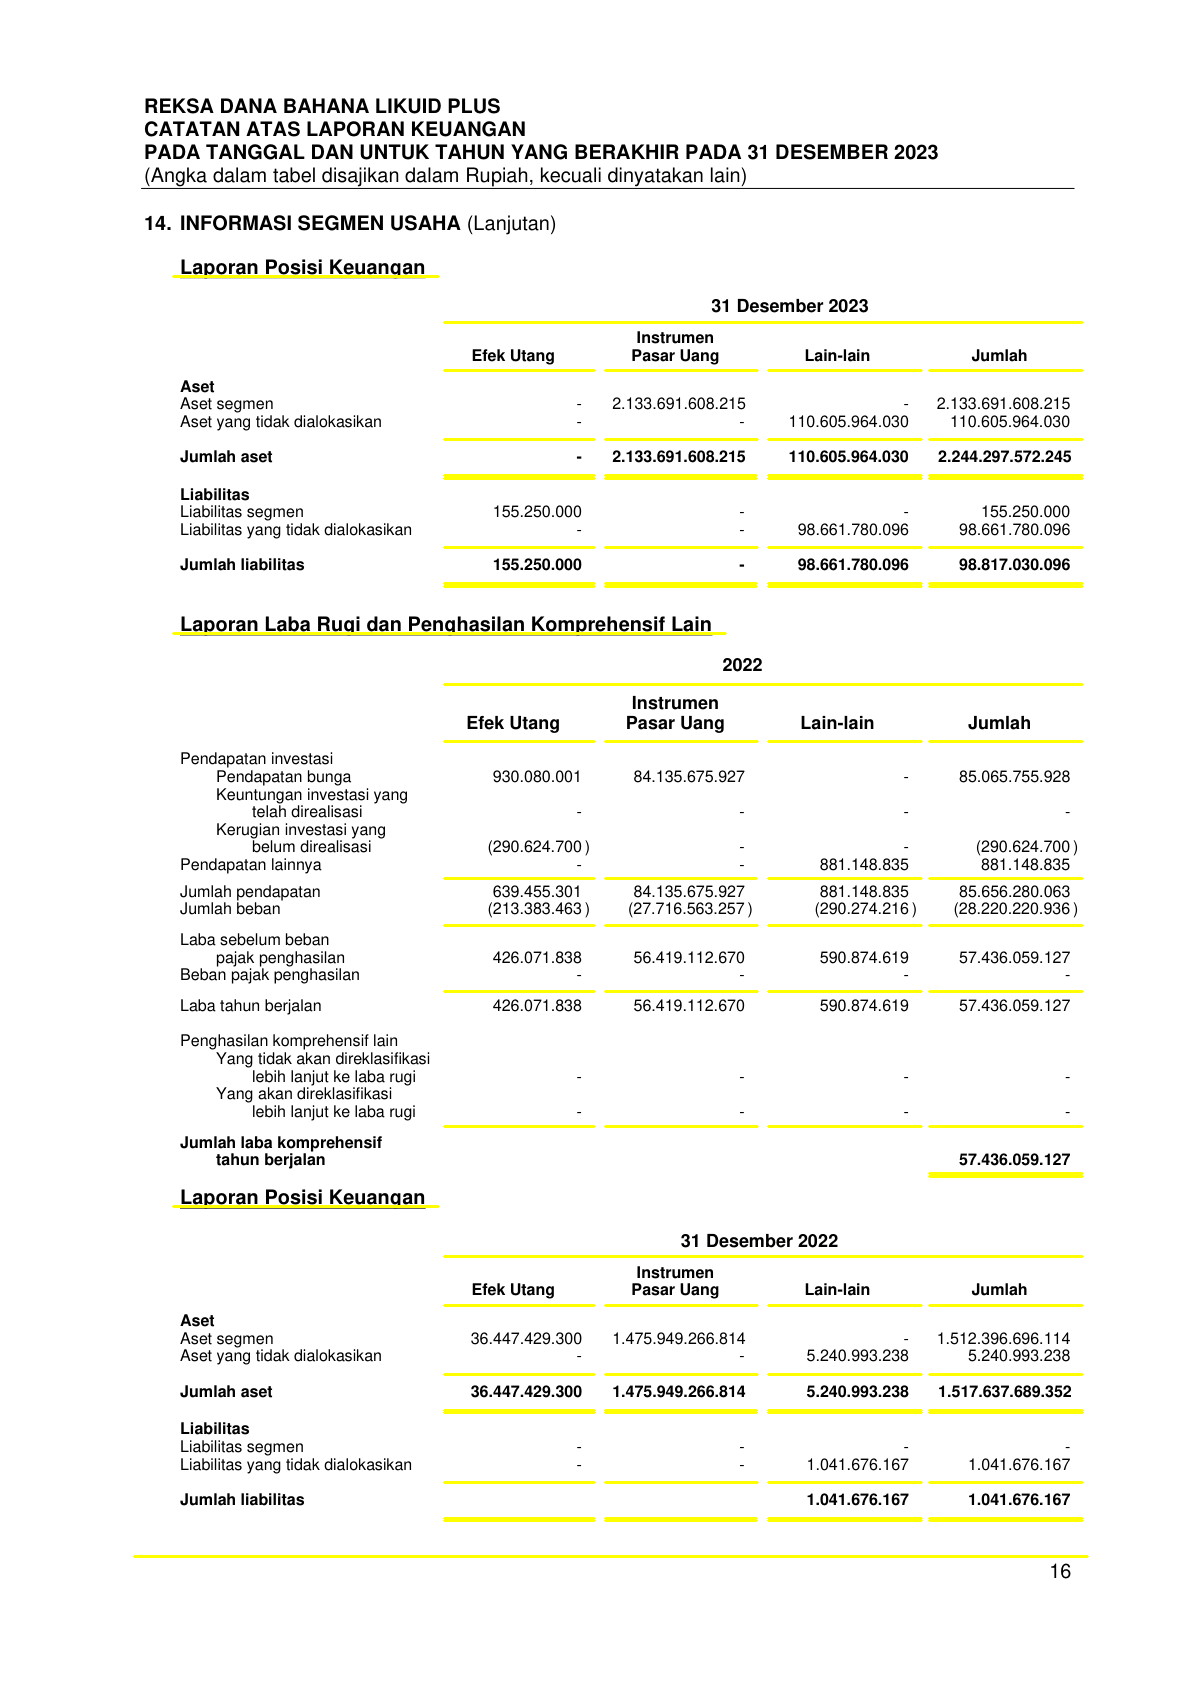 REKSA DANA BAHANA LIKUID PLUS
CATATAN ATAS LAPORAN KEUANGAN
PADA TANGGAL DAN UNTUK TAHUN YANG BERAKHIR PADA 31 DESEMBER 2023
(Angka dalam tabel disajikan dalam Rupiah, kecuali dinyatakan lain)
14. INFORMASI SEGMEN USAHA (Lanjutan)
Laporan Posisi Keuangan
31 Desember 2023
Instrumen
Efek Utang Pasar Uang Lain-lain Jumlah
Aset
Aset segmen - 2.133.691.608.215 - 2.133.691.608.215
Aset yang tidak dialokasikan - - 110.605.964.030 110.605.964.030
Jumlah aset - 2.133.691.608.215 110.605.964.030 2.244.297.572.245
Liabilitas
Liabilitas segmen 155.250.000 - - 155.250.000
Liabilitas yang tidak dialokasikan - - 98.661.780.096 98.661.780.096
Jumlah liabilitas 155.250.000 - 98.661.780.096 98.817.030.096
Laporan Laba Rugi dan Penghasilan Komprehensif Lain
2022
Instrumen
Efek Utang Pasar Uang Lain-lain Jumlah
Pendapatan investasi
Pendapatan bunga 930.080.001 84.135.675.927 - 85.065.755.928
Keuntungan investasi yang
telah direalisasi - - - -
Kerugian investasi yang
belum direalisasi (290.624.700) - - (290.624.700)
Pendapatan lainnya - - 881.148.835 881.148.835
Jumlah pendapatan 639.455.301 84.135.675.927 881.148.835 85.656.280.063
Jumlah beban (213.383.463) (27.716.563.257) (290.274.216) (28.220.220.936)
Laba sebelum beban
pajak penghasilan 426.071.838 56.419.112.670 590.874.619 57.436.059.127
Beban pajak penghasilan - - - -
Laba tahun berjalan 426.071.838 56.419.112.670 590.874.619 57.436.059.127
Penghasilan komprehensif lain
Yang tidak akan direklasifikasi
lebih lanjut ke laba rugi - - - -
Yang akan direklasifikasi
lebih lanjut ke laba rugi - - - -
Jumlah laba komprehensif
tahun berjalan 57.436.059.127
Laporan Posisi Keuangan
31 Desember 2022
Instrumen
Efek Utang Pasar Uang Lain-lain Jumlah
Aset
Aset segmen 36.447.429.300 1.475.949.266.814 - 1.512.396.696.114
Aset yang tidak dialokasikan - - 5.240.993.238 5.240.993.238
Jumlah aset 36.447.429.300 1.475.949.266.814 5.240.993.238 1.517.637.689.352
Liabilitas
Liabilitas segmen - - - -
Liabilitas yang tidak dialokasikan - - 1.041.676.167 1.041.676.167
Jumlah liabilitas 1.041.676.167 1.041.676.167
16